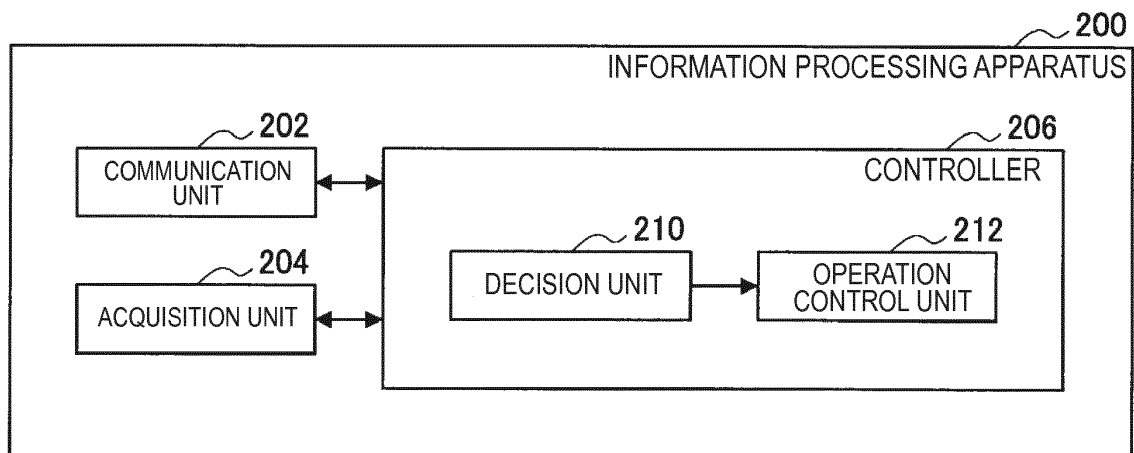 200
INFORMATION PROCESSING APPARATUS
202
COMMUNICATION
UNIT
206
CONTROLLER
204
ACQUISITION UNIT
210
DECISION UNIT
212
OPERATION
CONTROL UNIT